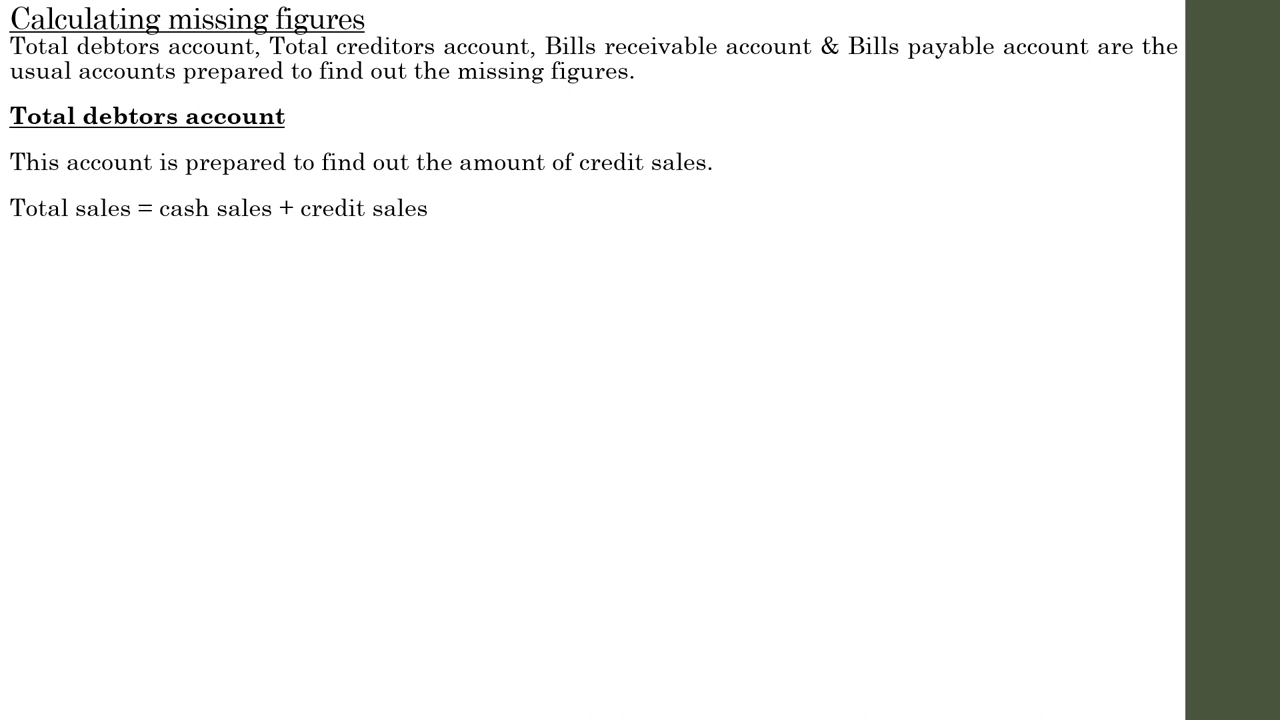 Calculating missing figures
Total debtors account, Total creditors account, Bills receivable account & Bills payable account are the
usual accounts prepared to find out the missing figures.
Total debtors account
This account is prepared to find out the amount of credit sales.
Total sales = cash sales + credit sales